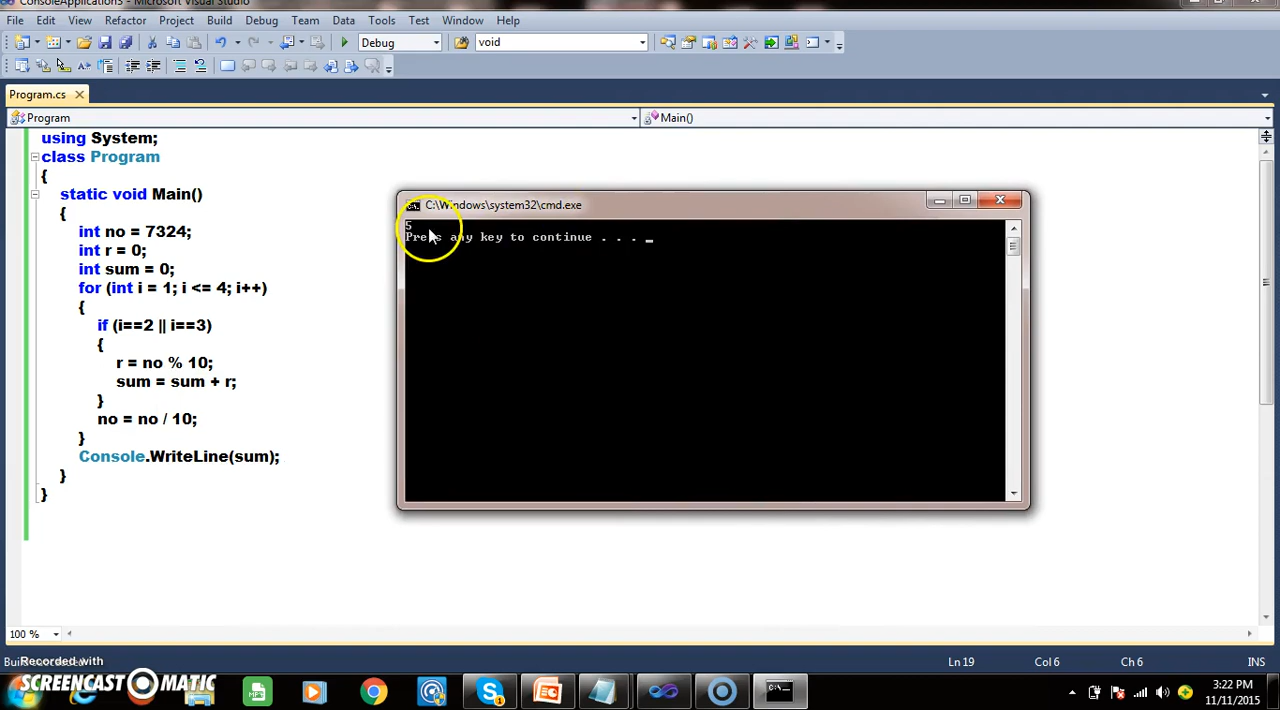 ConsoleApplication3 - Microsoft Visual Studio
File Edit View Refactor Project Build Debug Team Data Tools Test Window Help
Debug void
Program.cs
Program Main()
using System;
class Program
{
static void Main()
{
int no = 7324;
int r = 0;
int sum = 0;
for (int i = 1; i <= 4; i++)
{
if (i==2 || i==3)
{
r = no % 10;
sum = sum + r;
}
no = no / 10;
}
Console.WriteLine(sum);
}
}
C:\Windows\system32\cmd.exe
5
Press any key to continue . . . _
100 %
Ln 19 Col 6 Ch 6 INS
Recorded with
SCREENCAST MATIC
MP3
1
C:\.
3:22 PM
11/11/2015